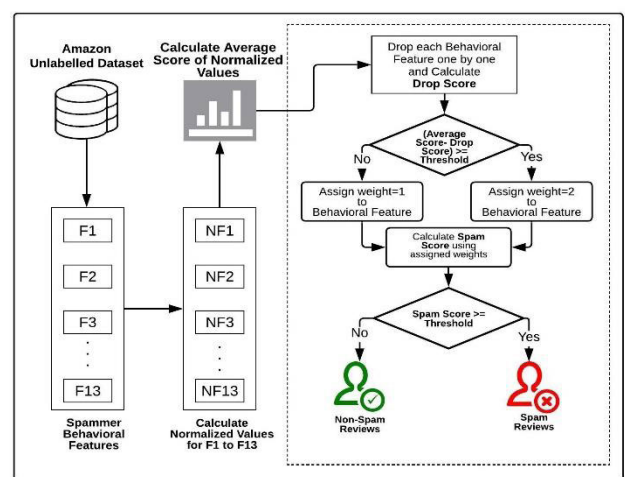 Amazon
Unlabelled Dataset
Calculate Average
Score of Normalized
Values
F1
F2
F3
F13
Spammer
Behavioral
Features
NF1
NF2
NF3
NF13
Calculate
Normalized Values
for F1 to F13
Drop each Behavioral
Feature one by one
and Calculate
Drop Score
(Average
Score- Drop
Score) >=
Threshold
No
Yes
Assign weight=1
to
Behavioral Feature
Assign weight=2
to
Behavioral Feature
Calculate Spam
Score using
assigned weights
Spam Score >=
Threshold
No
Yes
Non-Spam
Reviews
Spam
Reviews